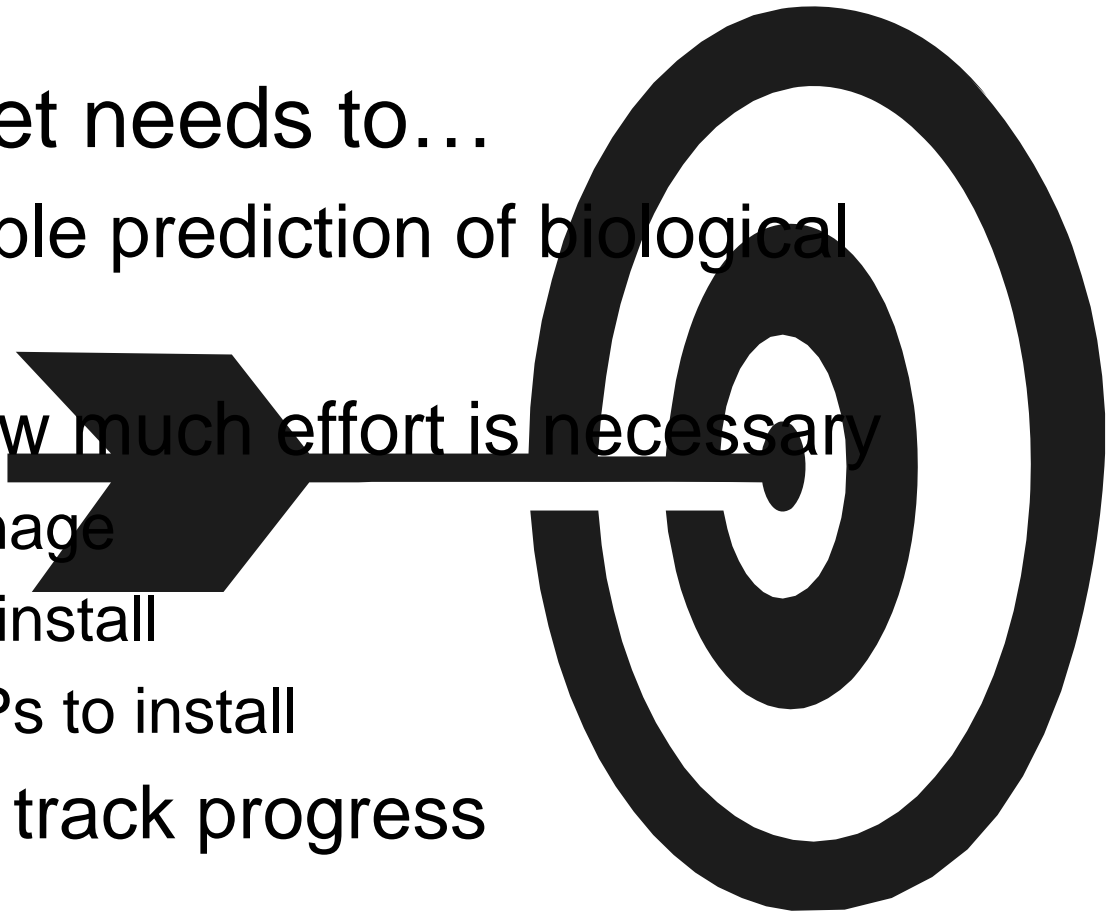 et needs to…
ble prediction of biological
w much effort is necessary
nage
install
Ps to install
track progress